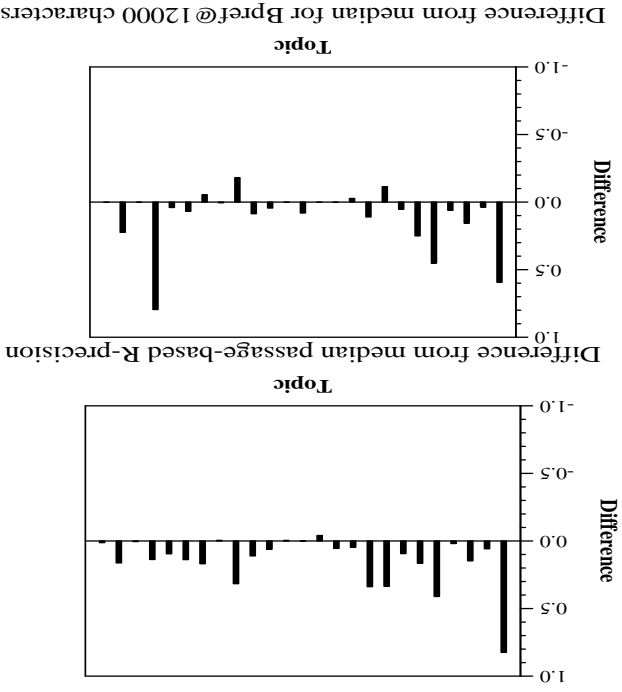 1.0
0.5
0.0
-0.5
-1.0
Difference
Topic
Difference from median passage-based R-precision
1.0
0.5
0.0
-0.5
-1.0
Difference
Topic
Difference from median for Bpref@12000 characters